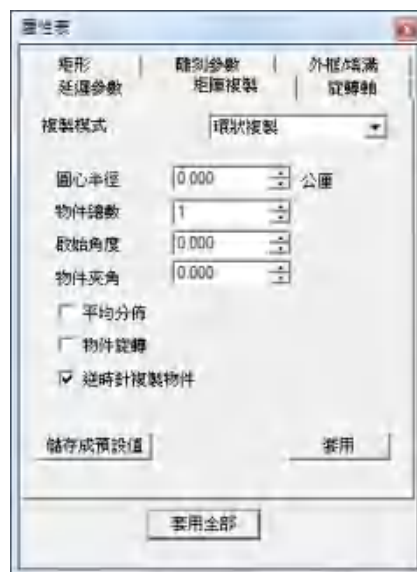 屬性表
矩形 雕刻參數 外框/填滿
延遲參數 矩陣複製 旋轉軸
複製模式 環狀複製
圓心半徑 0.000 公厘
物件總數 1
啟始角度 0.000
物件夾角 0.000
平均分佈
物件旋轉
逆時針複製物件
儲存成預設值 套用
套用全部